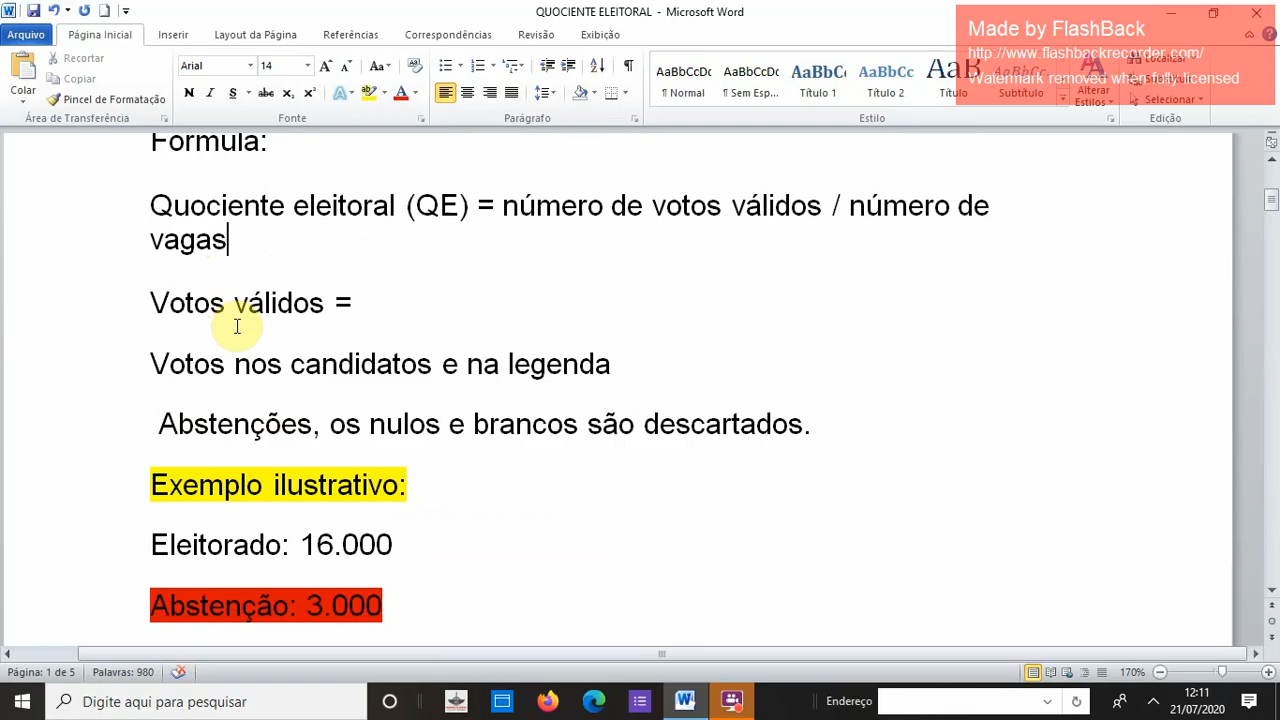 QUOCIENTE ELEITORAL - Microsoft Word
Made by FlashBack
http://www.flashbackrecorder.com/
Watermark removed when fully licensed
Arquivo Página Inicial Inserir Layout da Página Referências Correspondências Revisão Exibição
Recortar
Copiar
Pincel de Formatação
Colar
Área de Transferência
Arial 14
Fonte
Parágrafo
AaBbCcDc AaBbCcDc AaBbCc AaBbCc AaB AaBbCc
¶ Normal ¶ Sem Esp... Título 1 Título 2 Título Subtítulo
Alterar
Estilos
Estilo
Localizar
Selecionar
Edição
Fórmula:
Quociente eleitoral (QE) = número de votos válidos / número de
vagas
Votos válidos =
Votos nos candidatos e na legenda
Abstenções, os nulos e brancos são descartados.
Exemplo ilustrativo:
Eleitorado: 16.000
Abstenção: 3.000
Página: 1 de 5 Palavras: 980 170%
Digite aqui para pesquisar
Endereço
12:11
21/07/2020